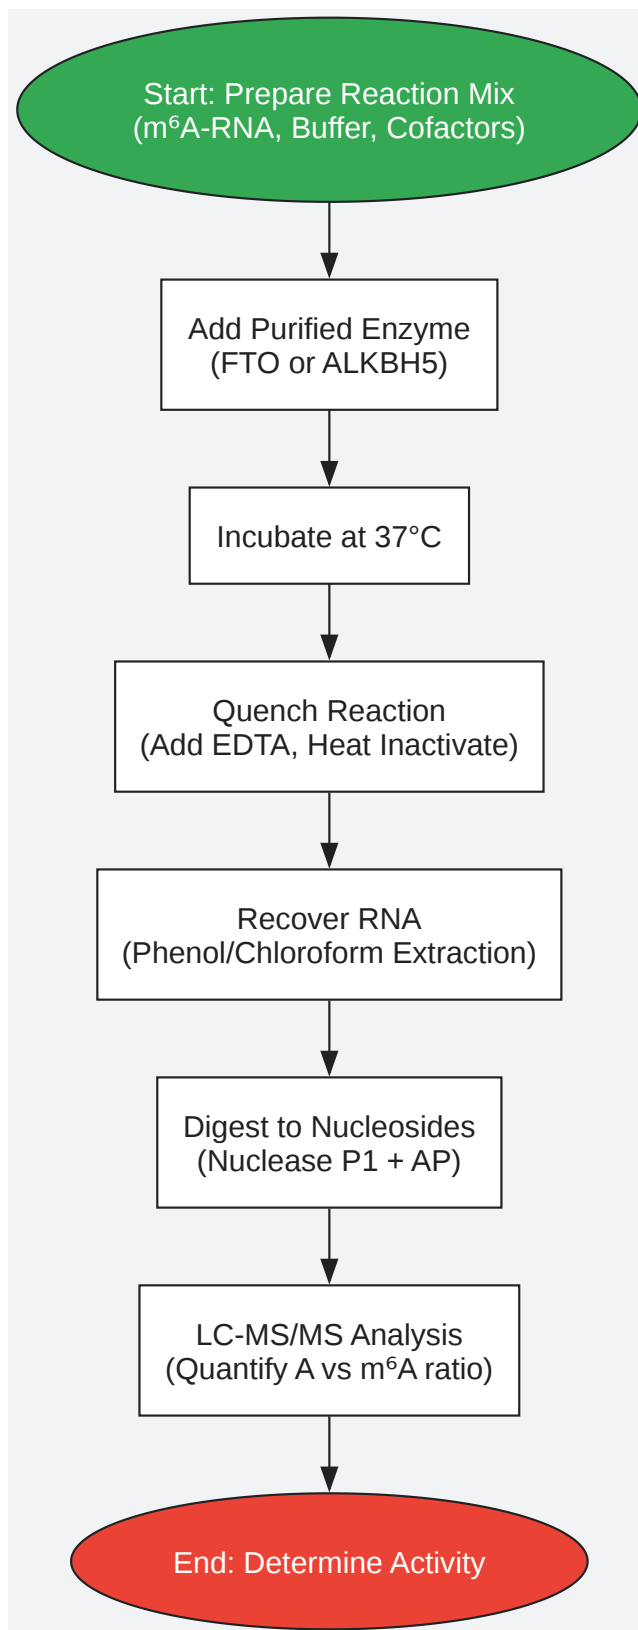 Start: Prepare Reaction Mix
(m⁶A-RNA, Buffer, Cofactors)
Add Purified Enzyme
(FTO or ALKBH5)
Incubate at 37°C
Quench Reaction
(Add EDTA, Heat Inactivate)
Recover RNA
(Phenol/Chloroform Extraction)
Digest to Nucleosides
(Nuclease P1 + AP)
LC-MS/MS Analysis
(Quantify A vs m⁶A ratio)
End: Determine Activity